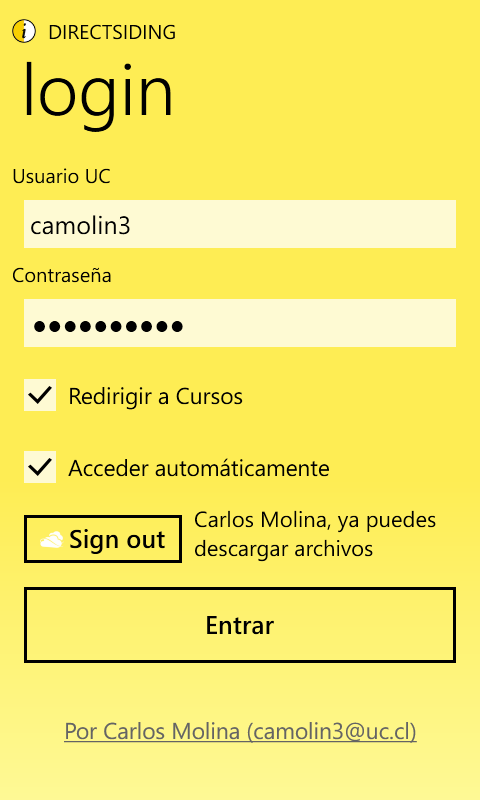 i DIRECTSIDING
login
Usuario UC
camolin3
Contraseña
●●●●●●●●●●
Redirigir a Cursos
Acceder automáticamente
Sign out
Carlos Molina, ya puedes
descargar archivos
Entrar
Por Carlos Molina (camolin3@uc.cl)